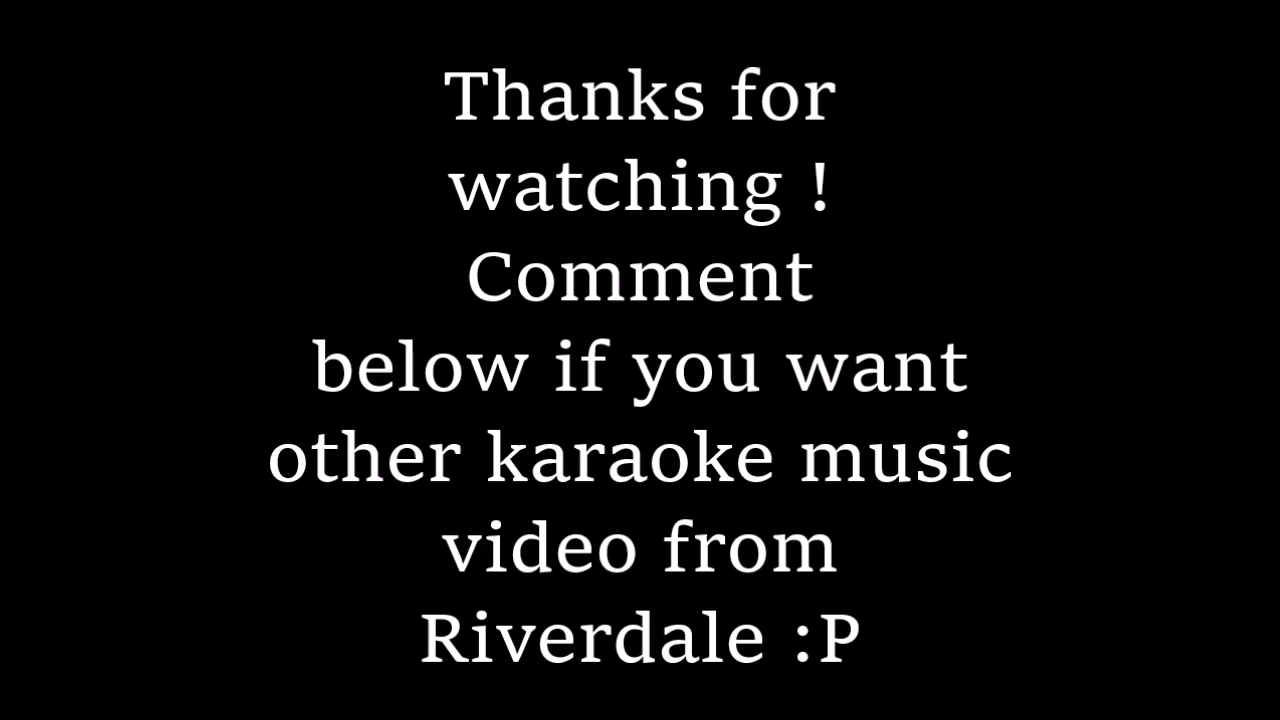 Thanks for
watching !
Comment
below if you want
other karaoke music
video from
Riverdale :P